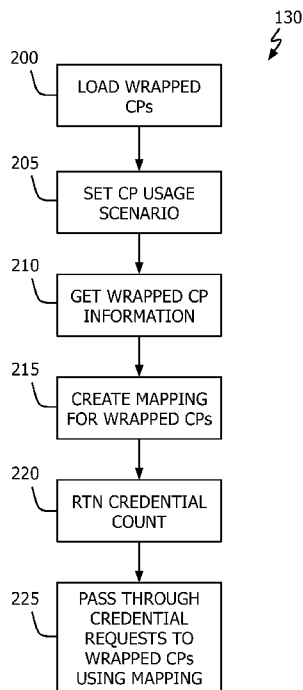 130
200
LOAD WRAPPED
CPs
205
SET CP USAGE
SCENARIO
210
GET WRAPPED CP
INFORMATION
215
CREATE MAPPING
FOR WRAPPED CPs
220
RTN CREDENTIAL
COUNT
225
PASS THROUGH
CREDENTIAL
REQUESTS TO
WRAPPED CPs
USING MAPPING